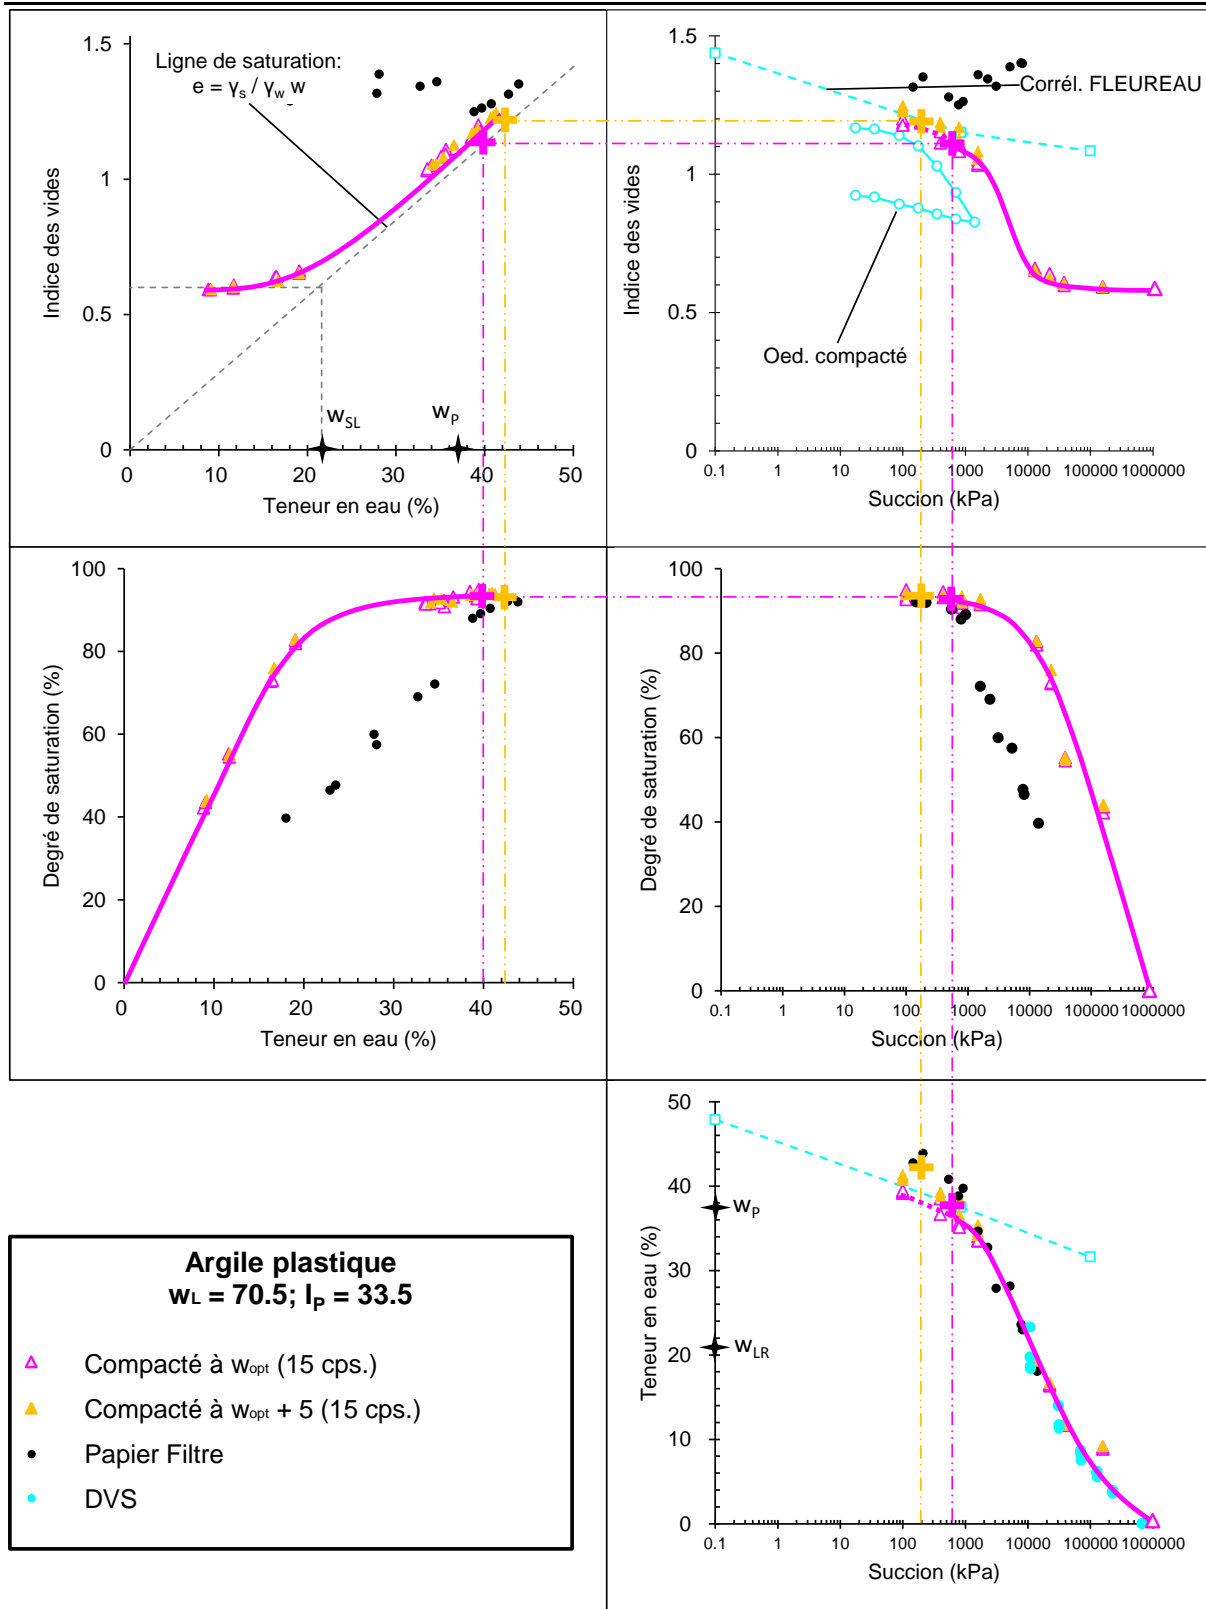 Ligne de saturation:
e = γs / γw w
1.5
1
0.5
0
Indice des vides
wSL
wP
0 10 20 30 40 50
Teneur en eau (%)
1.5
1
0.5
0
Indice des vides
Corrél. FLEUREAU
Oed. compacté
0.1 1 10 100 1000 10000 100000 1000000
Succion (kPa)
100
80
60
40
20
0
Degré de saturation (%)
0 10 20 30 40 50
Teneur en eau (%)
100
80
60
40
20
0
Degré de saturation (%)
0.1 1 10 100 1000 10000 100000 1000000
Succion (kPa)
50
40
30
20
10
0
Teneur en eau (%)
wP
wLR
0.1 1 10 100 1000 10000 100000 1000000
Succion (kPa)
Argile plastique
wL = 70.5; IP = 33.5
Compacté à wopt (15 cps.)
Compacté à wopt + 5 (15 cps.)
Papier Filtre
DVS